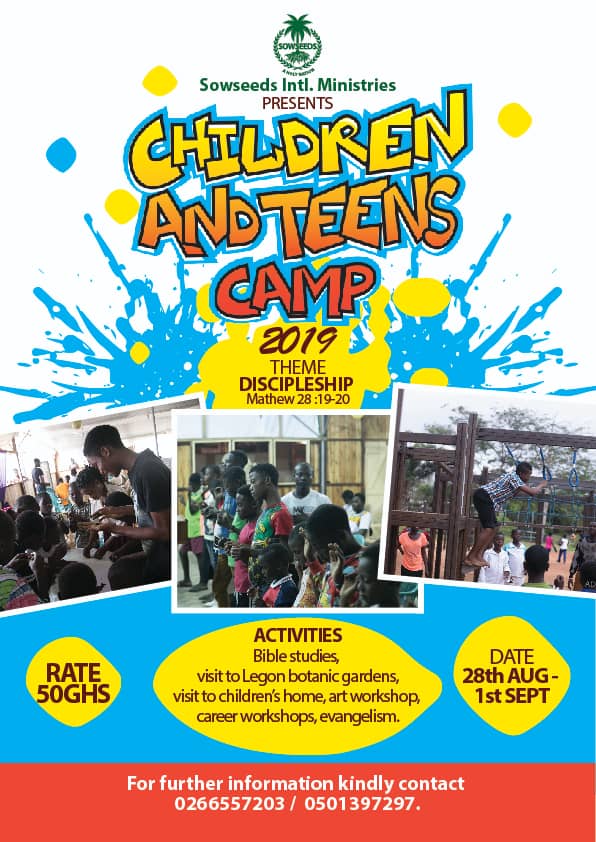 SOWSEEDS
A HOLY NATION
Sowseeds Intl. Ministries
PRESENTS
CHILDREN
AND TEENS
CAMP
2019
THEME
DISCIPLESHIP
Mathew 28 :19-20
ACTIVITIES
Bible studies,
visit to Legon botanic gardens,
visit to children's home, art workshop,
career workshops, evangelism.
RATE
50GHS
DATE
28th AUG -
1st SEPT
For further information kindly contact
0266557203 / 0501397297.